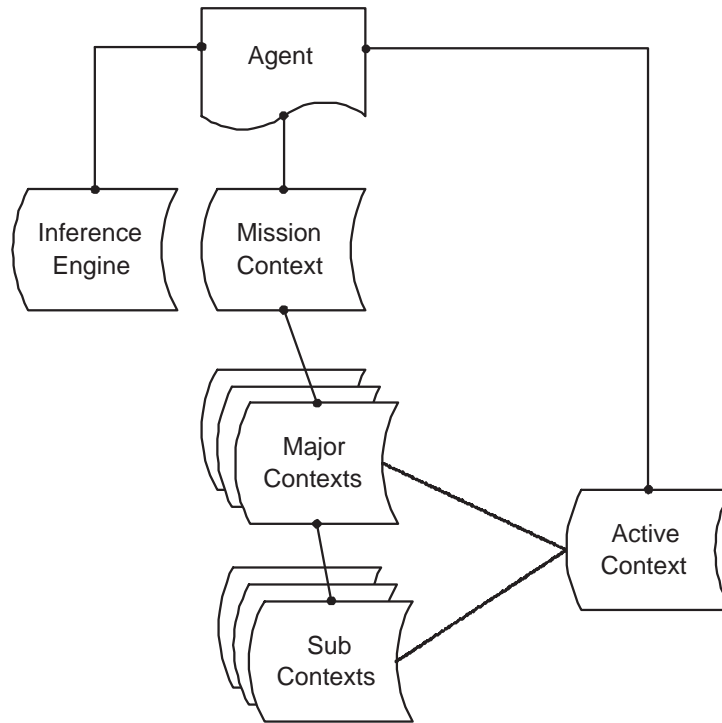 Agent
Inference
Engine
Mission
Context
Major
Contexts
Active
Context
Sub
Contexts